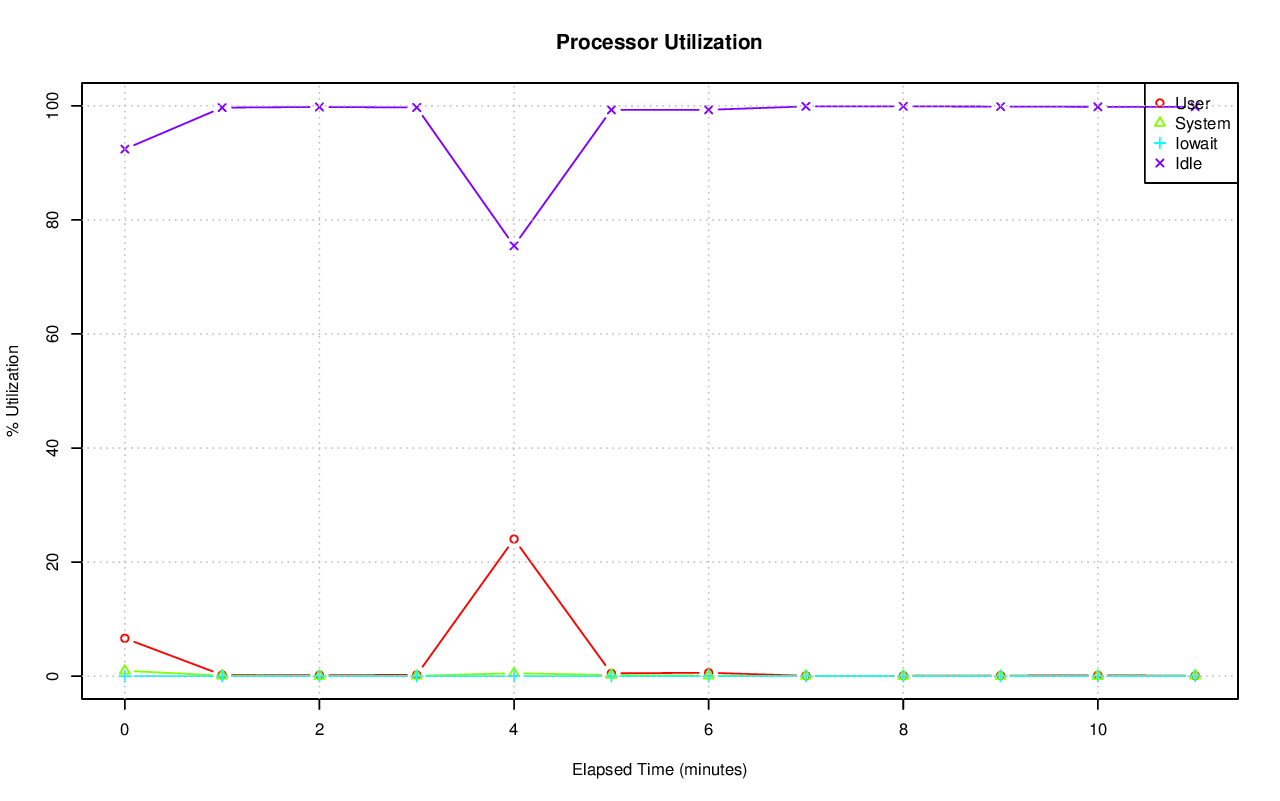 Processor Utilization
100
80
60
40
20
0
% Utilization
User
System
Iowait
Idle
0 2 4 6 8 10
Elapsed Time (minutes)